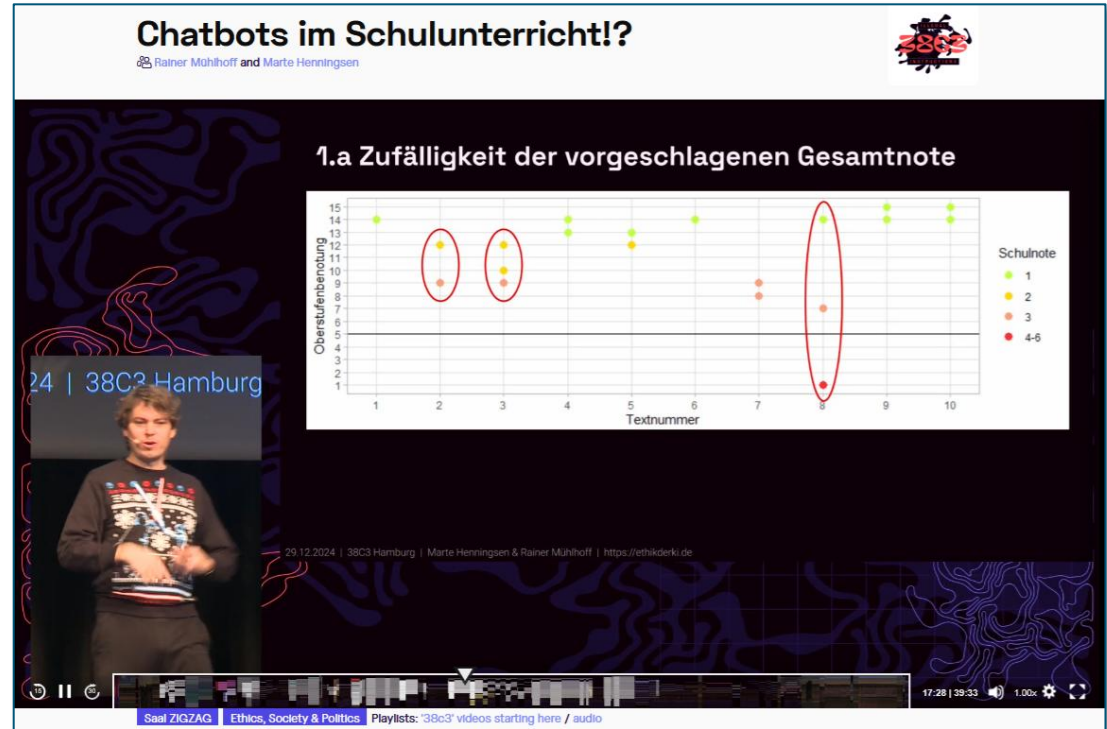 Chatbots im Schulunterricht!?
Rainer Mühlhoff and Marte Henningsen
38C3
1.a Zufälligkeit der vorgeschlagenen Gesamtnote
15
14
13
12
11
10
9
8
7
6
5
4
3
2
1
Oberstufenbenotung
1 2 3 4 5 6 7 8 9 10
Textnummer
Schulnote
1
2
3
4-6
24 | 38C3 Hamburg
29.12.2024 | 38C3 Hamburg | Marte Henningsen & Rainer Mühlhoff | https://ethikderki.de
15 30 17:28 | 39:33 1.00x
Saal ZIGZAG Ethics, Society & Politics Playlists: '38c3' videos starting here / audio